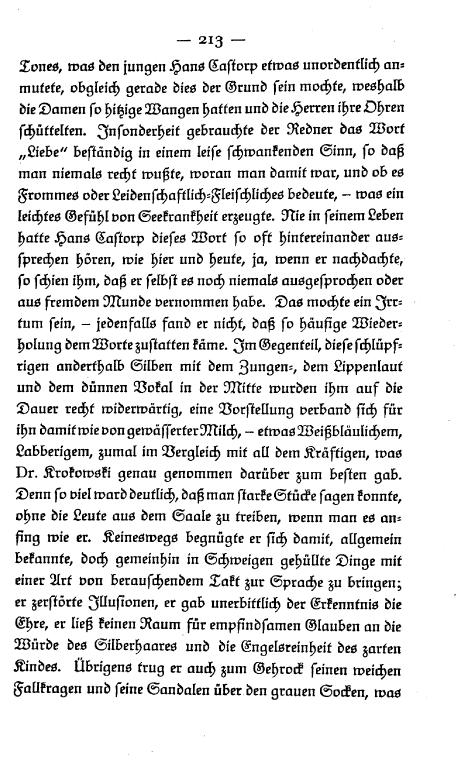 — 213 —
Tones, was den jungen Hans Castorp etwas unordentlich an-
mutete, obgleich gerade dies der Grund sein mochte, weshalb
die Damen so hitzige Wangen hatten und die Herren ihre Ohren
schüttelten. Insonderheit gebrauchte der Redner das Wort
„Liebe“ beständig in einem leise schwankenden Sinn, so daß
man niemals recht wußte, woran man damit war, und ob es
Frommes oder Leidenschaftlich-Fleischliches bedeute, – was ein
leichtes Gefühl von Seekrankheit erzeugte. Nie in seinem Leben
hatte Hans Castorp dieses Wort so oft hintereinander aus-
sprechen hören, wie hier und heute, ja, wenn er nachdachte,
so schien ihm, daß er selbst es noch niemals ausgesprochen oder
aus fremdem Munde vernommen habe. Das mochte ein Irr-
tum sein, – jedenfalls fand er nicht, daß so häufige Wieder-
holung dem Worte zustatten käme. Im Gegenteil, diese schlüpf-
rigen anderthalb Silben mit dem Zungen-, dem Lippenlaut
und dem dünnen Vokal in der Mitte wurden ihm auf die
Dauer recht widerwärtig, eine Vorstellung verband sich für
ihn damit wie von gewässerter Milch, – etwas Weißbläulichem,
Labberigem, zumal im Vergleich mit all dem Kräftigen, was
Dr. Krokowski genau genommen darüber zum besten gab.
Denn so viel ward deutlich, daß man starke Stücke sagen konnte,
ohne die Leute aus dem Saale zu treiben, wenn man es an-
fing wie er. Keineswegs begnügte er sich damit, allgemein
bekannte, doch gemeinhin in Schweigen gehüllte Dinge mit
einer Art von berauschendem Takt zur Sprache zu bringen;
er zerstörte Illusionen, er gab unerbittlich der Erkenntnis die
Ehre, er ließ keinen Raum für empfindsamen Glauben an die
Würde des Silberhaares und die Engelsreinheit des zarten
Kindes. Übrigens trug er auch zum Gehrock seinen weichen
Fallkragen und seine Sandalen über den grauen Socken, was